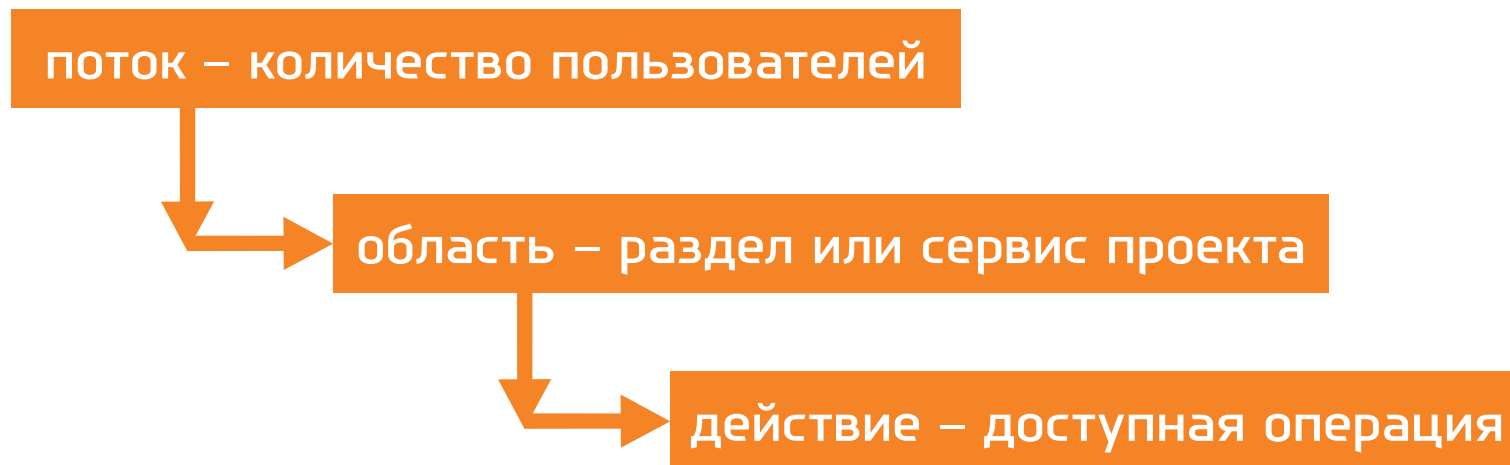 поток – количество пользователей
область – раздел или сервис проекта
действие – доступная операция